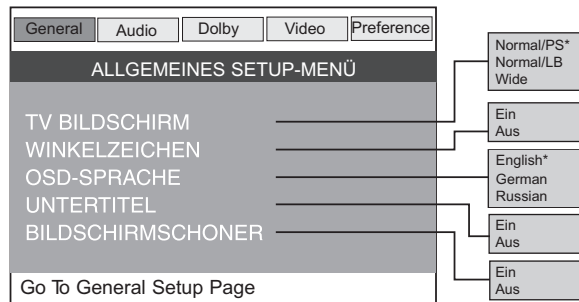 General Audio Dolby Video Preference
ALLGEMEINES SETUP-MENÜ
TV BILDSCHIRM
WINKELZEICHEN
OSD-SPRACHE
UNTERTITEL
BILDSCHIRMSCHONER
Go To General Setup Page
Normal/PS*
Normal/LB
Wide
Ein
Aus
English*
German
Russian
Ein
Aus
Ein
Aus